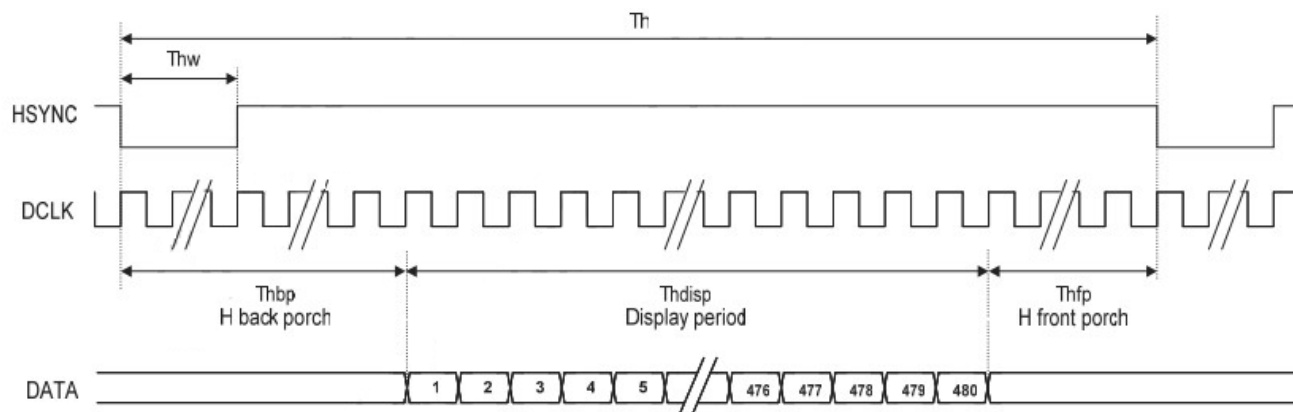 Th
Thw
HSYNC
DCLK
Thbp
H back porch
Thdisp
Display period
Thfp
H front porch
DATA 1 2 3 4 5 476 477 478 479 480